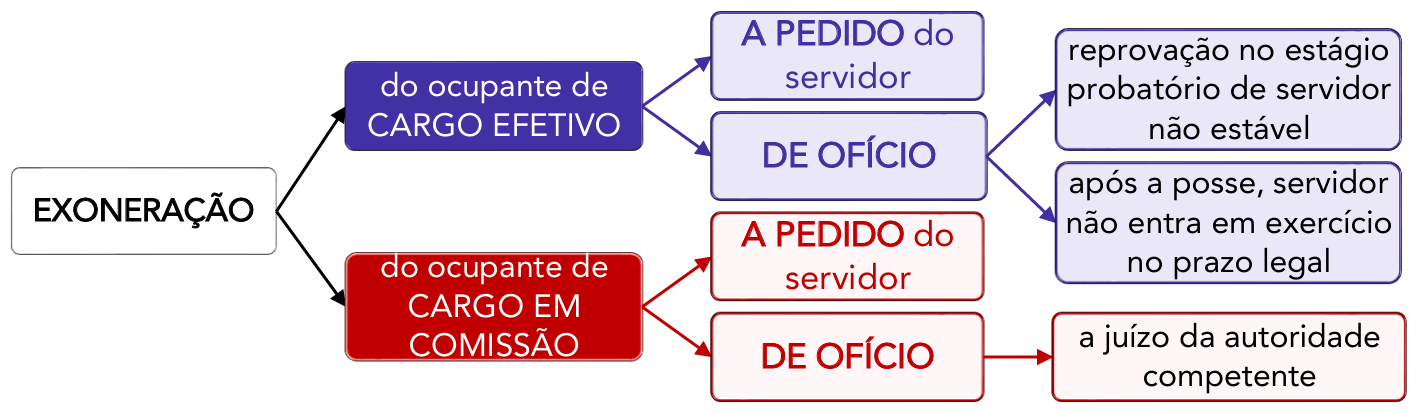 EXONERAÇÃO
do ocupante de
CARGO EFETIVO
A PEDIDO do
servidor
DE OFÍCIO
reprovação no estágio
probatório de servidor
não estável
após a posse, servidor
não entra em exercício
no prazo legal
do ocupante de
CARGO EM
COMISSÃO
A PEDIDO do
servidor
DE OFÍCIO
a juízo da autoridade
competente